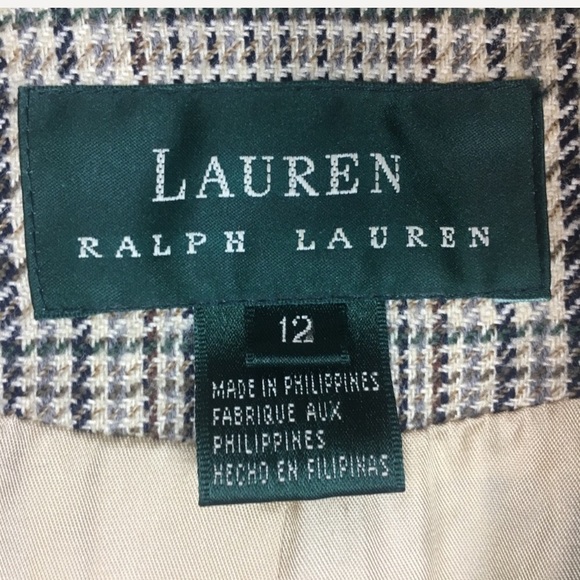 LAUREN
RALPH LAUREN
12
MADE IN PHILIPPINES
FABRIQUE AUX
PHILIPPINES
HECHO EN FILIPINAS